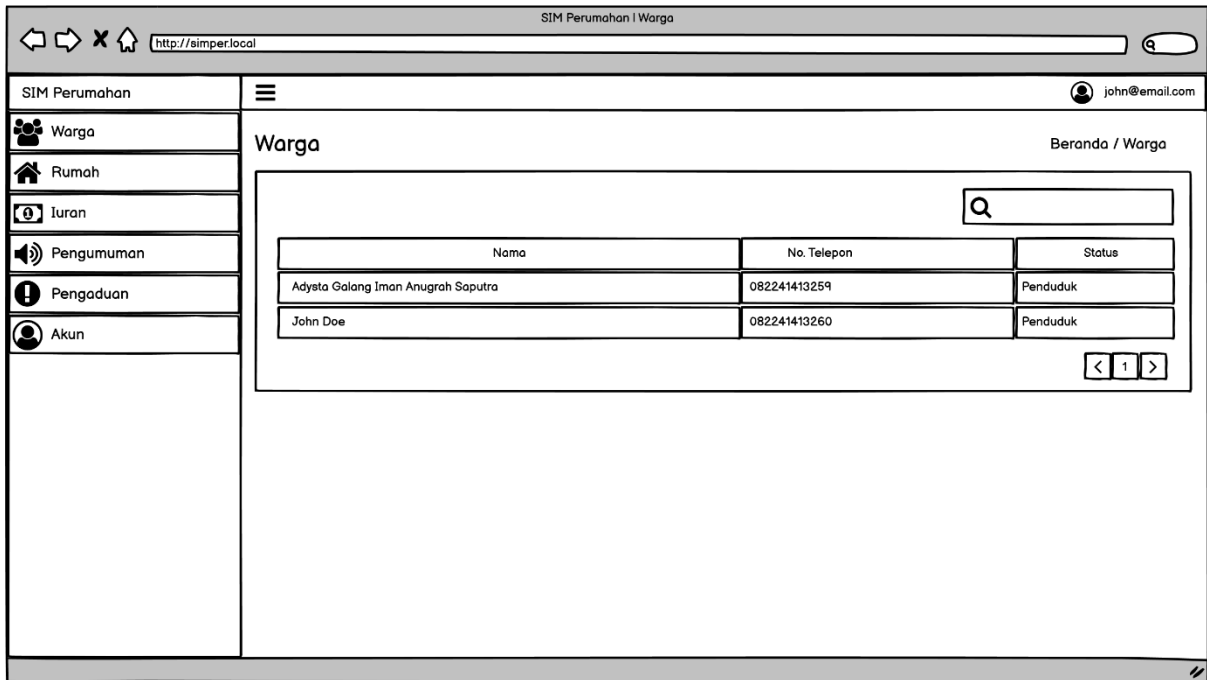 SIM Perumahan | Warga
http://simper.local
SIM Perumahan
john@email.com
Warga
Rumah
Iuran
Pengumuman
Pengaduan
Akun
Warga
Beranda / Warga
Nama No. Telepon Status
Adysta Galang Iman Anugrah Saputra 082241413259 Penduduk
John Doe 082241413260 Penduduk
< 1 >